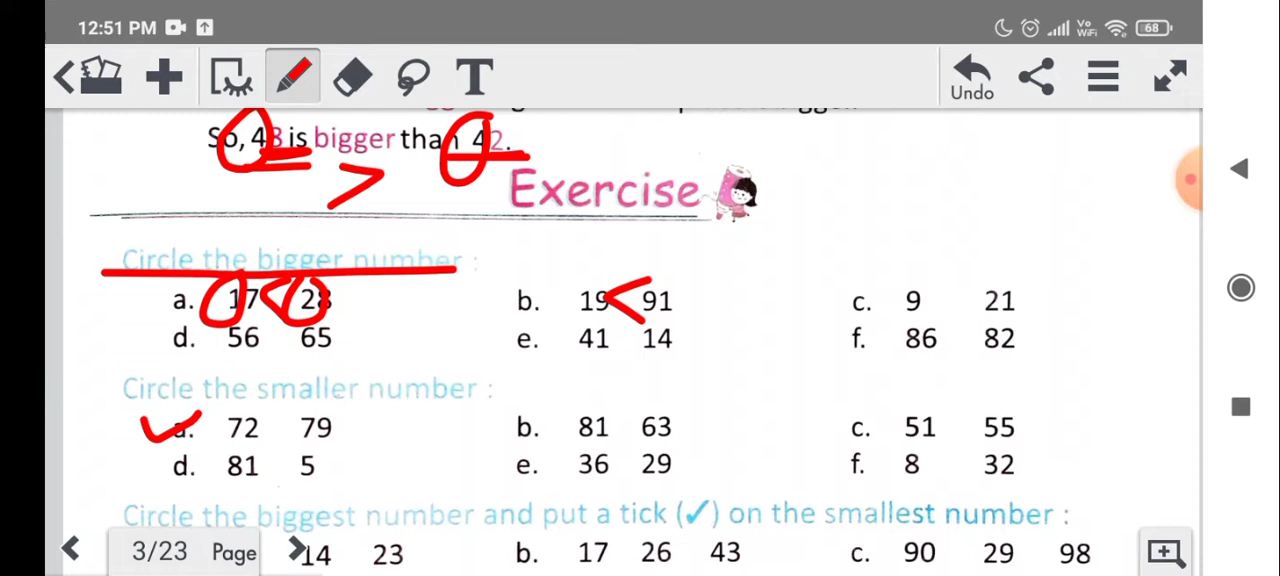 12:51 PM
Vo WiFi 68
T
Undo
So, 43 is bigger than 42.
>
Exercise
Circle the bigger number :
a. 17 < 28 b. 19 < 91 c. 9 21
d. 56 65 e. 41 14 f. 86 82
Circle the smaller number :
a. 72 79 b. 81 63 c. 51 55
d. 81 5 e. 36 29 f. 8 32
Circle the biggest number and put a tick (✓) on the smallest number :
14 23 b. 17 26 43 c. 90 29 98
3/23 Page